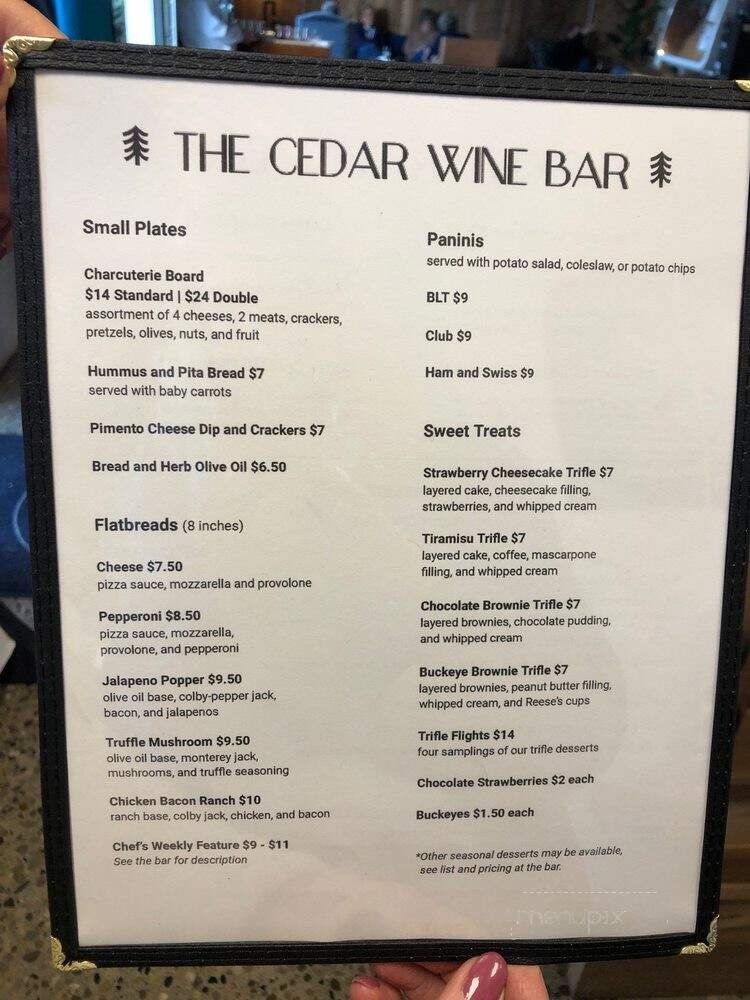 THE CEDAR WINE BAR
Small Plates
Charcuterie Board
$14 Standard | $24 Double
assortment of 4 cheeses, 2 meats, crackers,
pretzels, olives, nuts, and fruit
Hummus and Pita Bread $7
served with baby carrots
Pimento Cheese Dip and Crackers $7
Bread and Herb Olive Oil $6.50
Flatbreads (8 inches)
Cheese $7.50
pizza sauce, mozzarella and provolone
Pepperoni $8.50
pizza sauce, mozzarella,
provolone, and pepperoni
Jalapeno Popper $9.50
olive oil base, colby-pepper jack,
bacon, and jalapenos
Truffle Mushroom $9.50
olive oil base, monterey jack,
mushrooms, and truffle seasoning
Chicken Bacon Ranch $10
ranch base, colby jack, chicken, and bacon
Chef's Weekly Feature $9 - $11
See the bar for description
Paninis
served with potato salad, coleslaw, or potato chips
BLT $9
Club $9
Ham and Swiss $9
Sweet Treats
Strawberry Cheesecake Trifle $7
layered cake, cheesecake filling,
strawberries, and whipped cream
Tiramisu Trifle $7
layered cake, coffee, mascarpone
filling, and whipped cream
Chocolate Brownie Trifle $7
layered brownies, chocolate pudding,
and whipped cream
Buckeye Brownie Trifle $7
layered brownies, peanut butter filling,
whipped cream, and Reese's cups
Trifle Flights $14
four samplings of our trifle desserts
Chocolate Strawberries $2 each
Buckeyes $1.50 each
*Other seasonal desserts may be available,
see list and pricing at the bar.
menupix